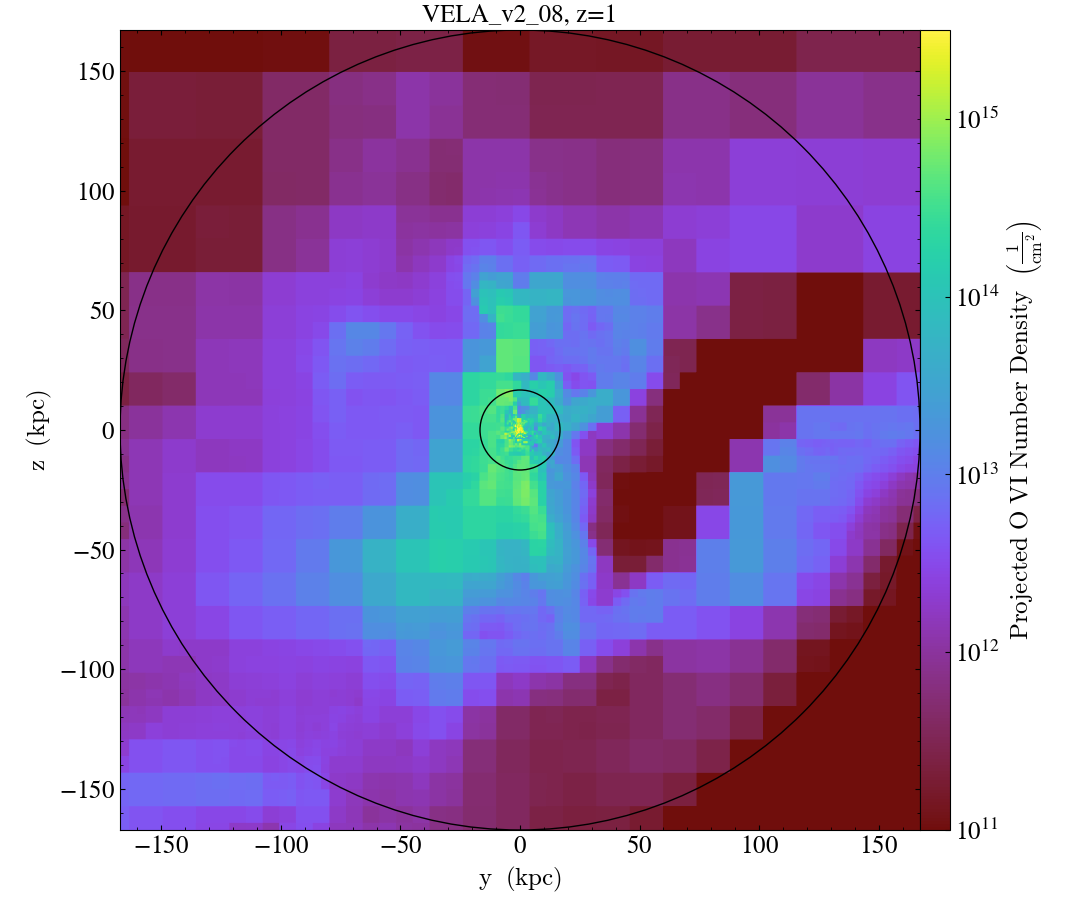 VELA_v2_08, z=1
150
100
50
0
−50
−100
−150
z (kpc)
−150 −100 −50 0 50 100 150
y (kpc)
10^15
10^14
10^13
10^12
10^11
Projected O VI Number Density (1/cm^2)